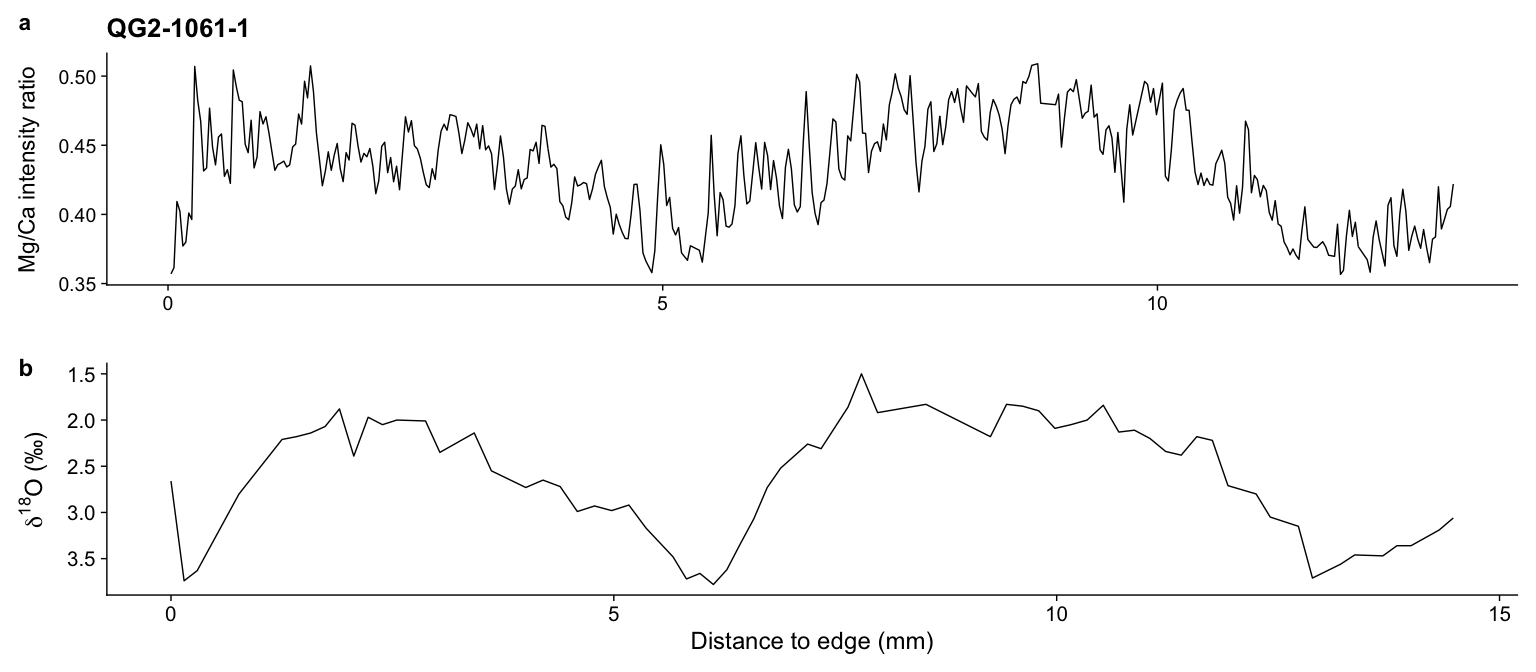 a
QG2-1061-1
Mg/Ca intensity ratio
0.50
0.45
0.40
0.35
0 5 10
b
δ¹⁸O (‰)
1.5
2.0
2.5
3.0
3.5
0 5 10 15
Distance to edge (mm)